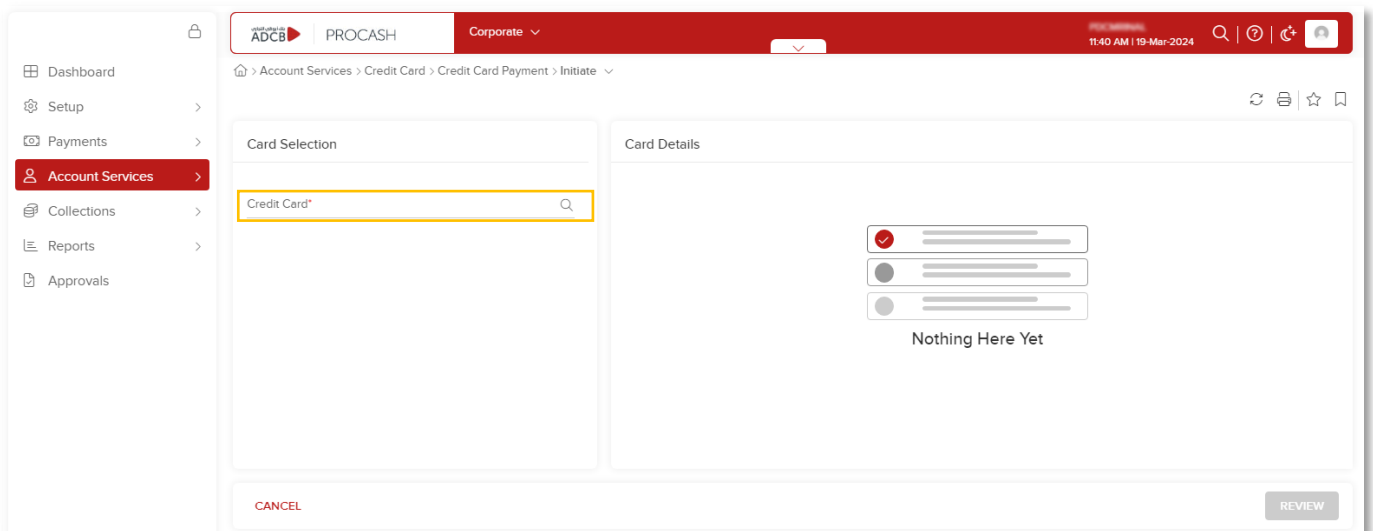 ADCB
PROCASH
Corporate
11:40 AM | 19-Mar-2024
Dashboard
Setup
Payments
Account Services
Collections
Reports
Approvals
> Account Services > Credit Card > Credit Card Payment > Initiate
Card Selection
Credit Card*
Card Details
Nothing Here Yet
CANCEL
REVIEW